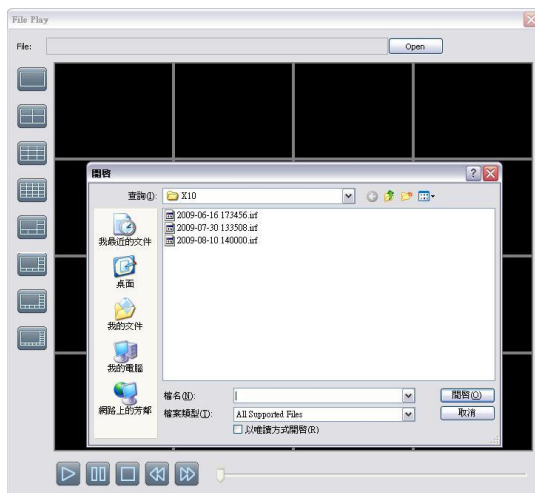 File Play
File:
Open
開啓
查詢(I):
X10
2009-06-16 173456.irf
2009-07-30 133508.irf
2009-08-10 140000.irf
我最近的文件
桌面
我的文件
我的電腦
網路上的芳鄰
檔名(N):
開啓(O)
檔案類型(T):
All Supported Files
取消
以唯讀方式開啓(R)